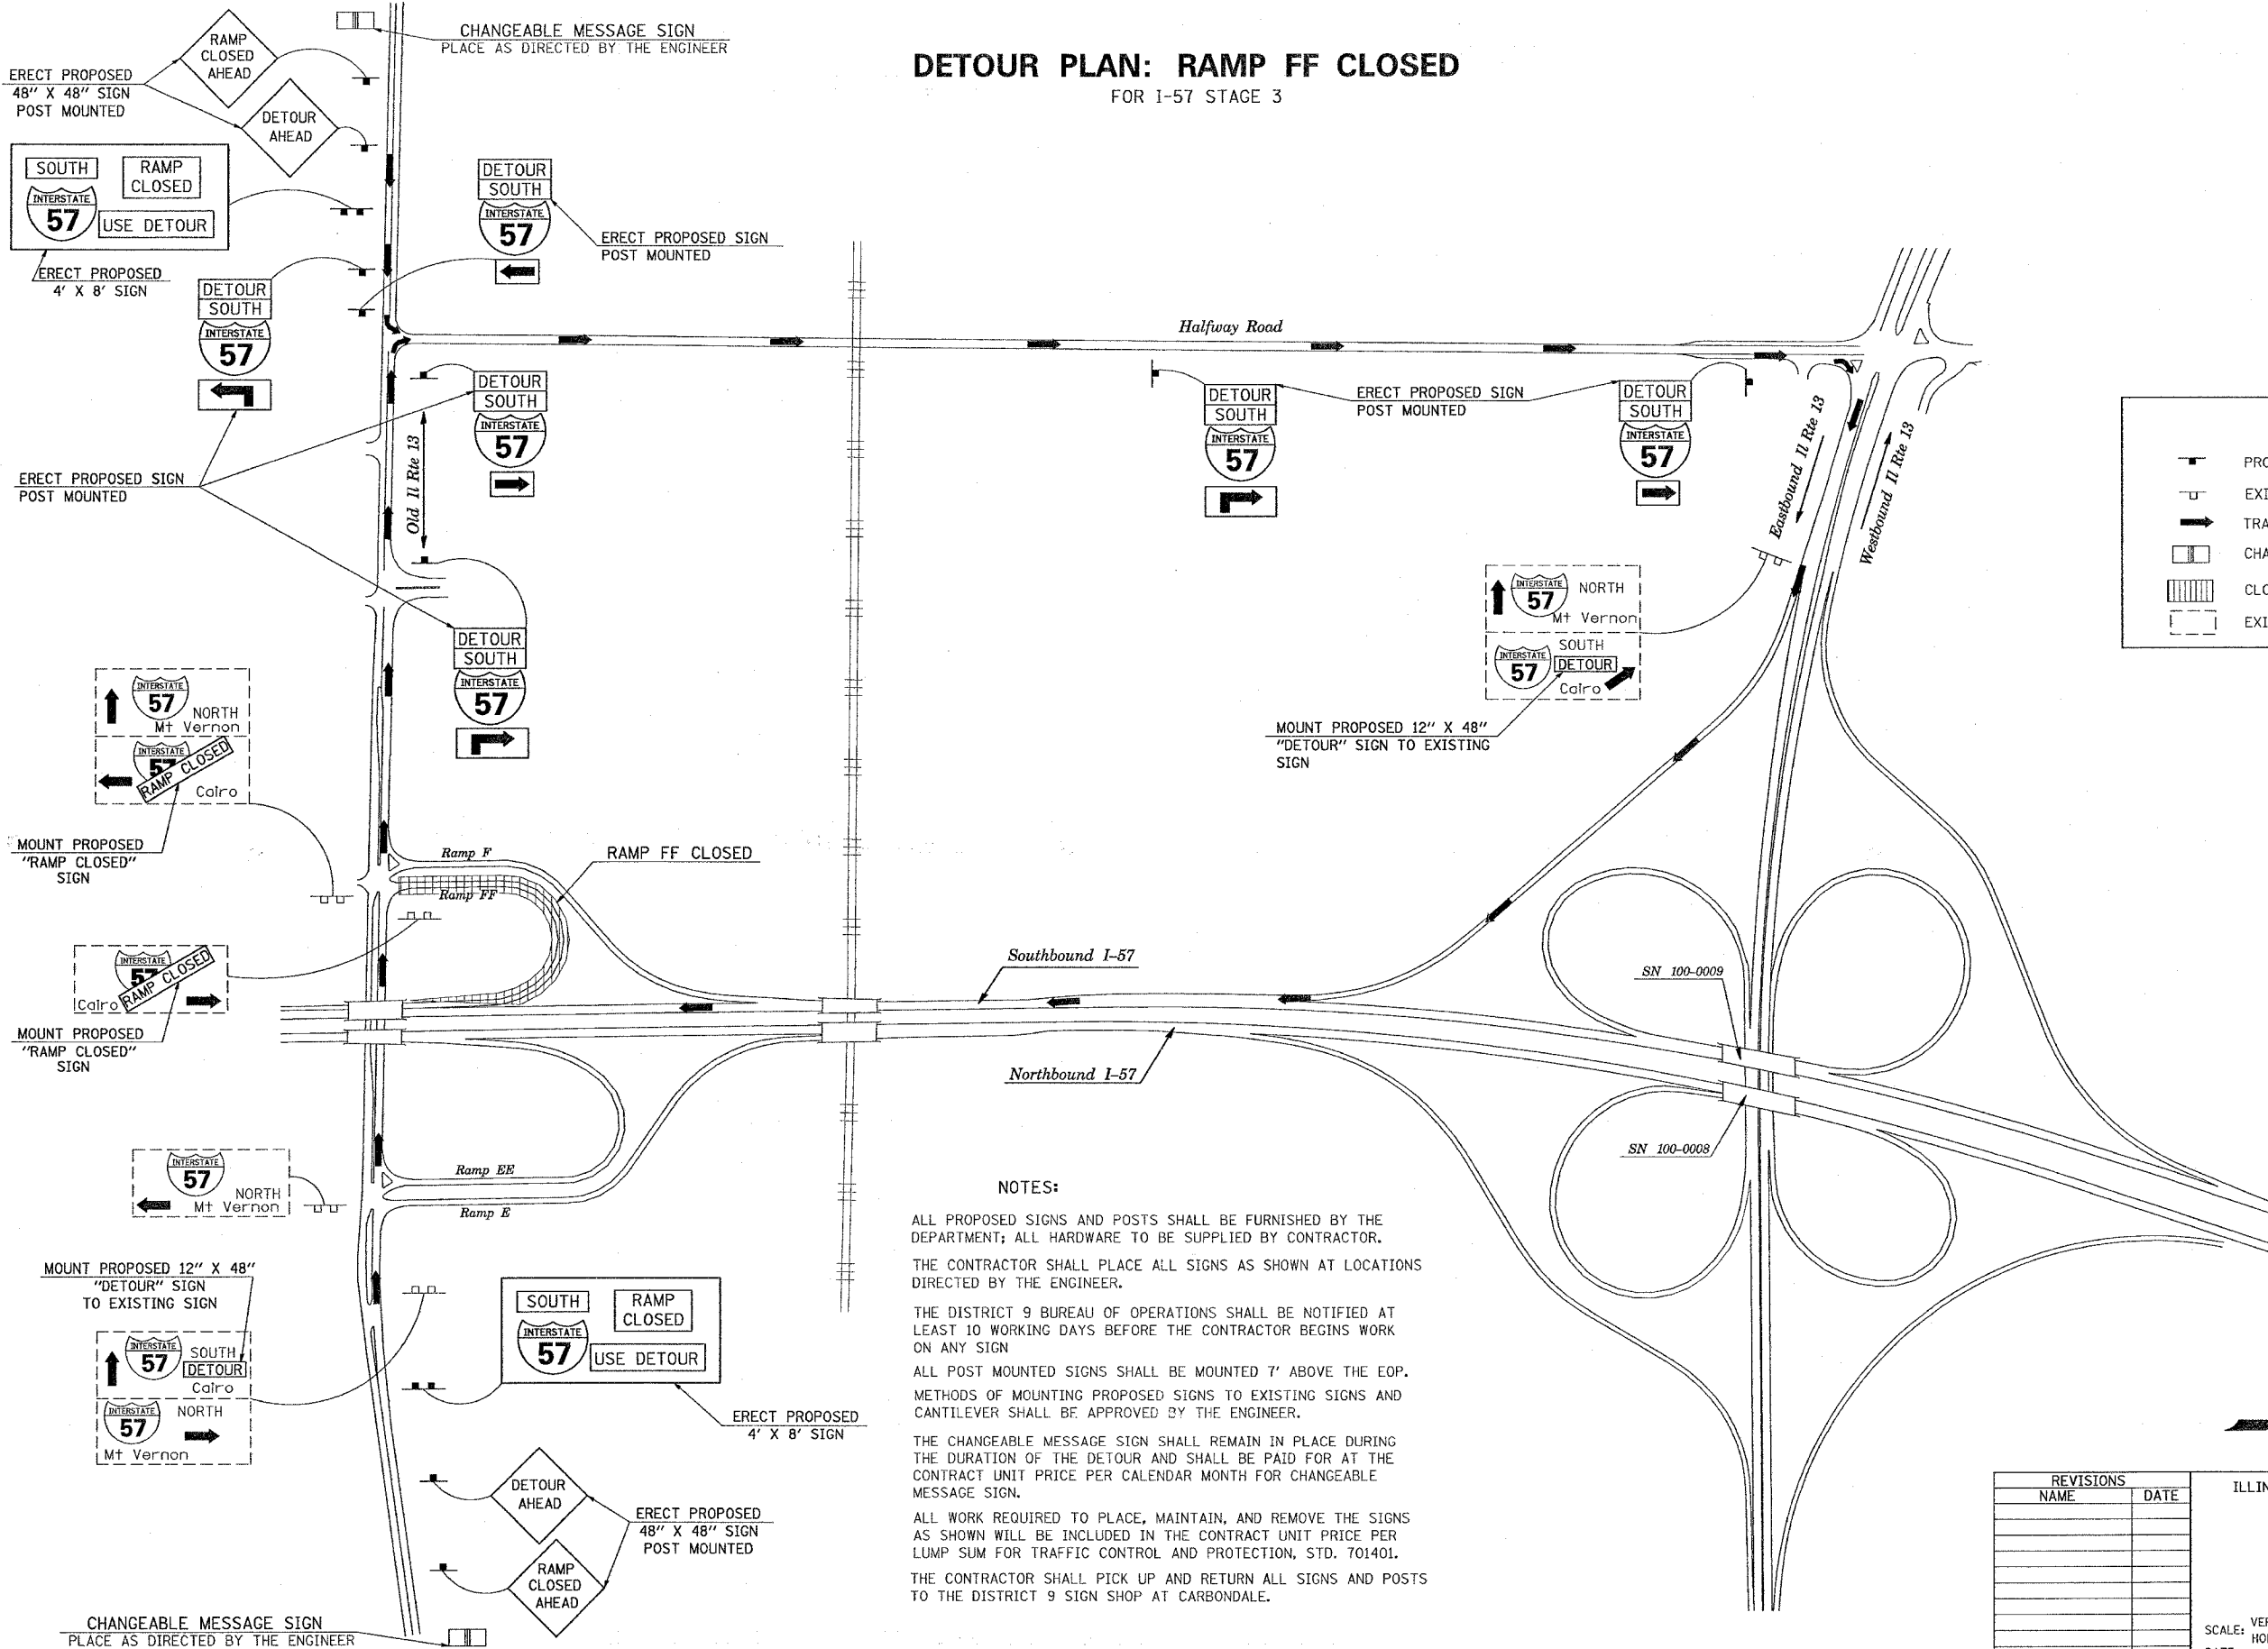 DETOUR PLAN: RAMP FF CLOSED
FOR I-57 STAGE 3
CHANGEABLE MESSAGE SIGN
PLACE AS DIRECTED BY THE ENGINEER
RAMP
CLOSED
AHEAD
ERECT PROPOSED
48" X 48" SIGN
POST MOUNTED
DETOUR
AHEAD
SOUTH
RAMP
CLOSED
INTERSTATE
57
USE DETOUR
ERECT PROPOSED
4' X 8' SIGN
DETOUR
SOUTH
INTERSTATE
57
ERECT PROPOSED SIGN
POST MOUNTED
DETOUR
SOUTH
INTERSTATE
57
Halfway Road
DETOUR
SOUTH
INTERSTATE
57
Old Il Rte 13
ERECT PROPOSED SIGN
POST MOUNTED
DETOUR
SOUTH
INTERSTATE
57
ERECT PROPOSED SIGN
POST MOUNTED
DETOUR
SOUTH
INTERSTATE
57
Eastbound Il Rte 13
Westbound Il Rte 13
PRO
EXI
TRA
CHA
CLO
EXI
DETOUR
SOUTH
INTERSTATE
57
INTERSTATE
57
NORTH
Mt Vernon
SOUTH
INTERSTATE
57
DETOUR
Cairo
MOUNT PROPOSED 12" X 48"
"DETOUR" SIGN TO EXISTING
SIGN
INTERSTATE
57
NORTH
Mt Vernon
INTERSTATE
57
RAMP CLOSED
Cairo
MOUNT PROPOSED
"RAMP CLOSED"
SIGN
Ramp F
RAMP FF CLOSED
Ramp FF
INTERSTATE
57
RAMP CLOSED
Cairo
MOUNT PROPOSED
"RAMP CLOSED"
SIGN
Southbound I-57
Northbound I-57
SN 100-0009
SN 100-0008
INTERSTATE
57
NORTH
Mt Vernon
Ramp EE
Ramp E
MOUNT PROPOSED 12" X 48"
"DETOUR" SIGN
TO EXISTING SIGN
INTERSTATE
57
SOUTH
DETOUR
Cairo
INTERSTATE
57
NORTH
Mt Vernon
SOUTH
RAMP
CLOSED
INTERSTATE
57
USE DETOUR
ERECT PROPOSED
4' X 8' SIGN
DETOUR
AHEAD
ERECT PROPOSED
48" X 48" SIGN
POST MOUNTED
RAMP
CLOSED
AHEAD
CHANGEABLE MESSAGE SIGN
PLACE AS DIRECTED BY THE ENGINEER
NOTES:
ALL PROPOSED SIGNS AND POSTS SHALL BE FURNISHED BY THE
DEPARTMENT; ALL HARDWARE TO BE SUPPLIED BY CONTRACTOR.
THE CONTRACTOR SHALL PLACE ALL SIGNS AS SHOWN AT LOCATIONS
DIRECTED BY THE ENGINEER.
THE DISTRICT 9 BUREAU OF OPERATIONS SHALL BE NOTIFIED AT
LEAST 10 WORKING DAYS BEFORE THE CONTRACTOR BEGINS WORK
ON ANY SIGN
ALL POST MOUNTED SIGNS SHALL BE MOUNTED 7' ABOVE THE EOP.
METHODS OF MOUNTING PROPOSED SIGNS TO EXISTING SIGNS AND
CANTILEVER SHALL BE APPROVED BY THE ENGINEER.
THE CHANGEABLE MESSAGE SIGN SHALL REMAIN IN PLACE DURING
THE DURATION OF THE DETOUR AND SHALL BE PAID FOR AT THE
CONTRACT UNIT PRICE PER CALENDAR MONTH FOR CHANGEABLE
MESSAGE SIGN.
ALL WORK REQUIRED TO PLACE, MAINTAIN, AND REMOVE THE SIGNS
AS SHOWN WILL BE INCLUDED IN THE CONTRACT UNIT PRICE PER
LUMP SUM FOR TRAFFIC CONTROL AND PROTECTION, STD. 701401.
THE CONTRACTOR SHALL PICK UP AND RETURN ALL SIGNS AND POSTS
TO THE DISTRICT 9 SIGN SHOP AT CARBONDALE.
REVISIONS
NAME
DATE
ILLIN
SCALE:
VER